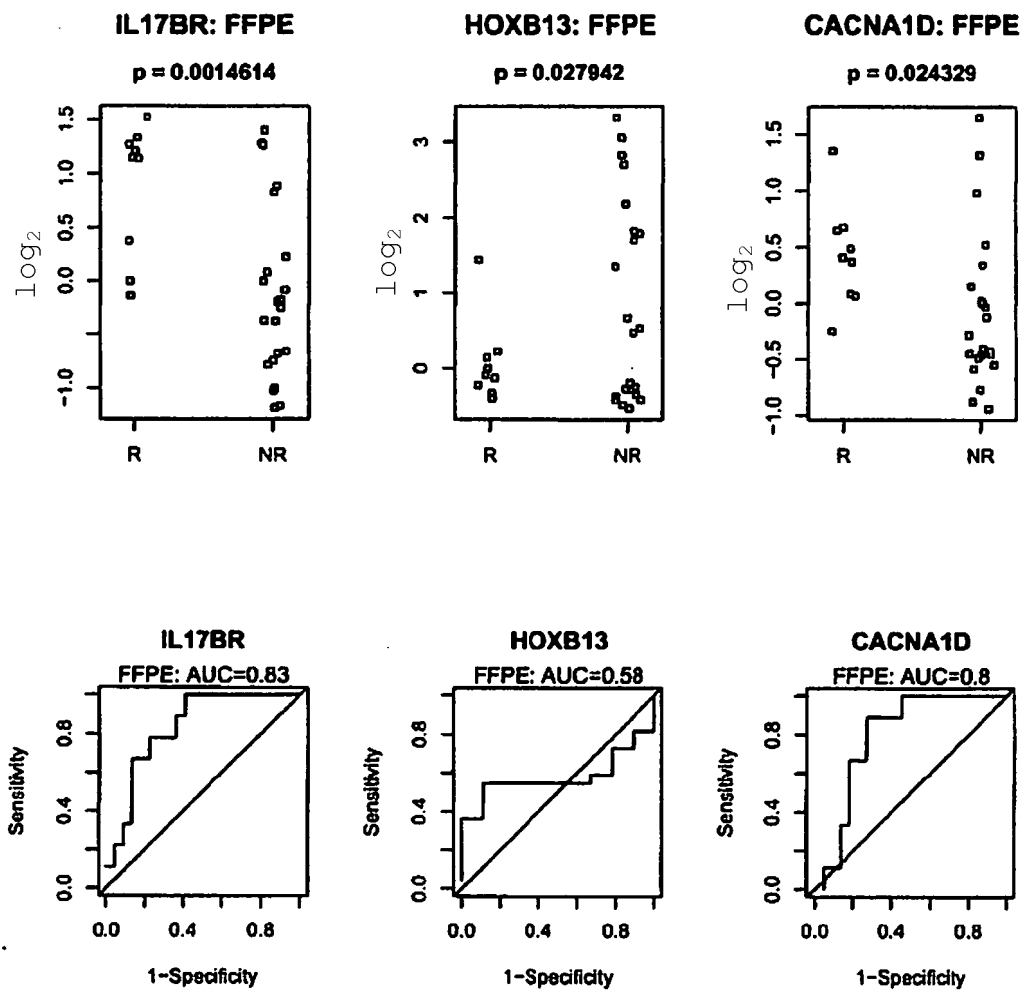 IL17BR: FFPE
p = 0.0014614
log2
1.5
1.0
0.5
0.0
−1.0
R
NR
HOXB13: FFPE
p = 0.027942
log2
3
2
1
0
R
NR
CACNA1D: FFPE
p = 0.024329
log2
1.5
1.0
0.5
0.0
−0.5
−1.0
R
NR
IL17BR
FFPE: AUC=0.83
Sensitivity
0.8
0.4
0.0
0.0 0.4 0.8
1−Specificity
HOXB13
FFPE: AUC=0.58
Sensitivity
0.8
0.4
0.0
0.0 0.4 0.8
1−Specificity
CACNA1D
FFPE: AUC=0.8
Sensitivity
0.8
0.4
0.0
0.0 0.4 0.8
1−Specificity